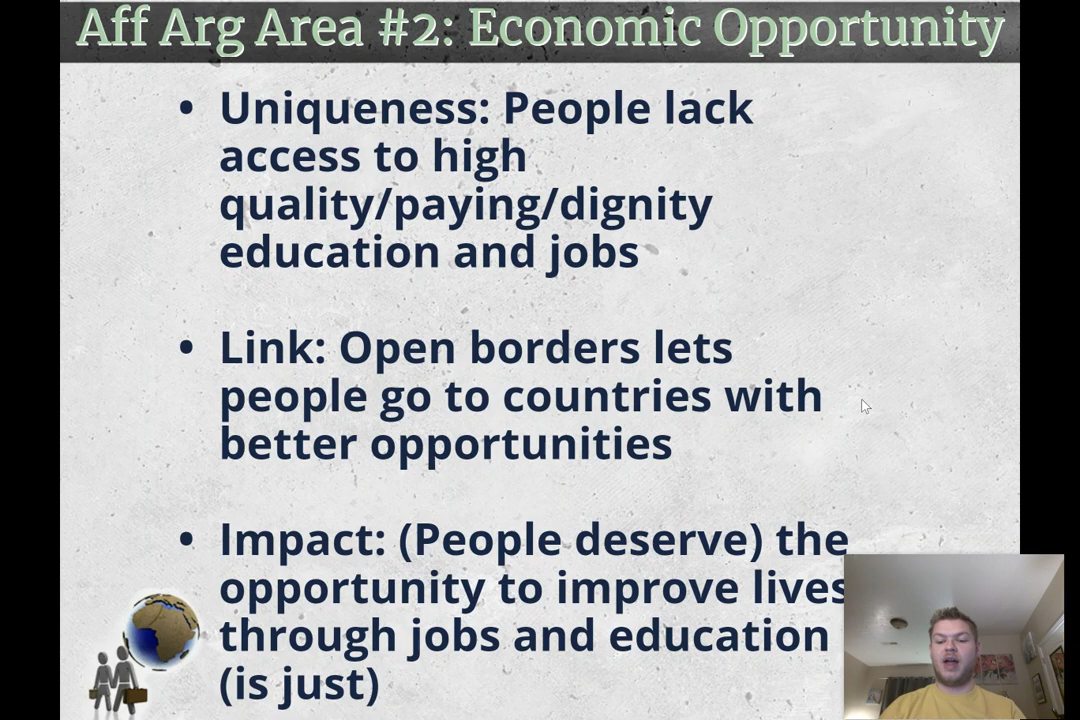 Aff Arg Area #2: Economic Opportunity
• Uniqueness: People lack
access to high
quality/paying/dignity
education and jobs
• Link: Open borders lets
people go to countries with
better opportunities
• Impact: (People deserve) the
opportunity to improve lives
through jobs and education
(is just)